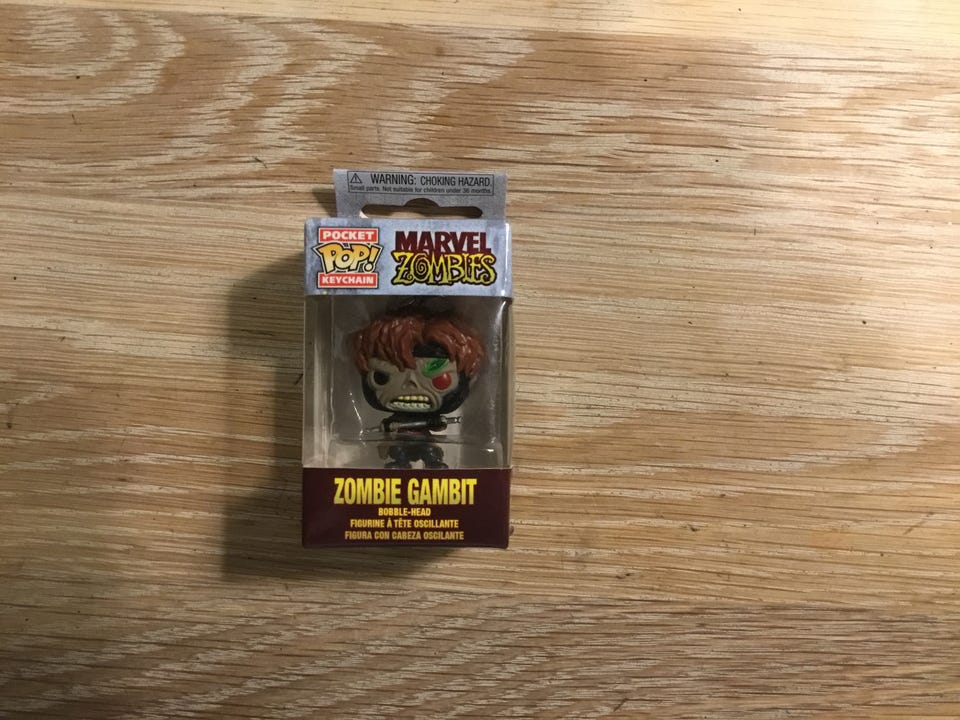 ⚠ WARNING: CHOKING HAZARD.
Small parts. Not suitable for children under 36 months.
POCKET
POP!
KEYCHAIN
MARVEL
ZOMBIES
ZOMBIE GAMBIT
BOBBLE-HEAD
FIGURINE À TÊTE OSCILLANTE
FIGURA CON CABEZA OSCILANTE